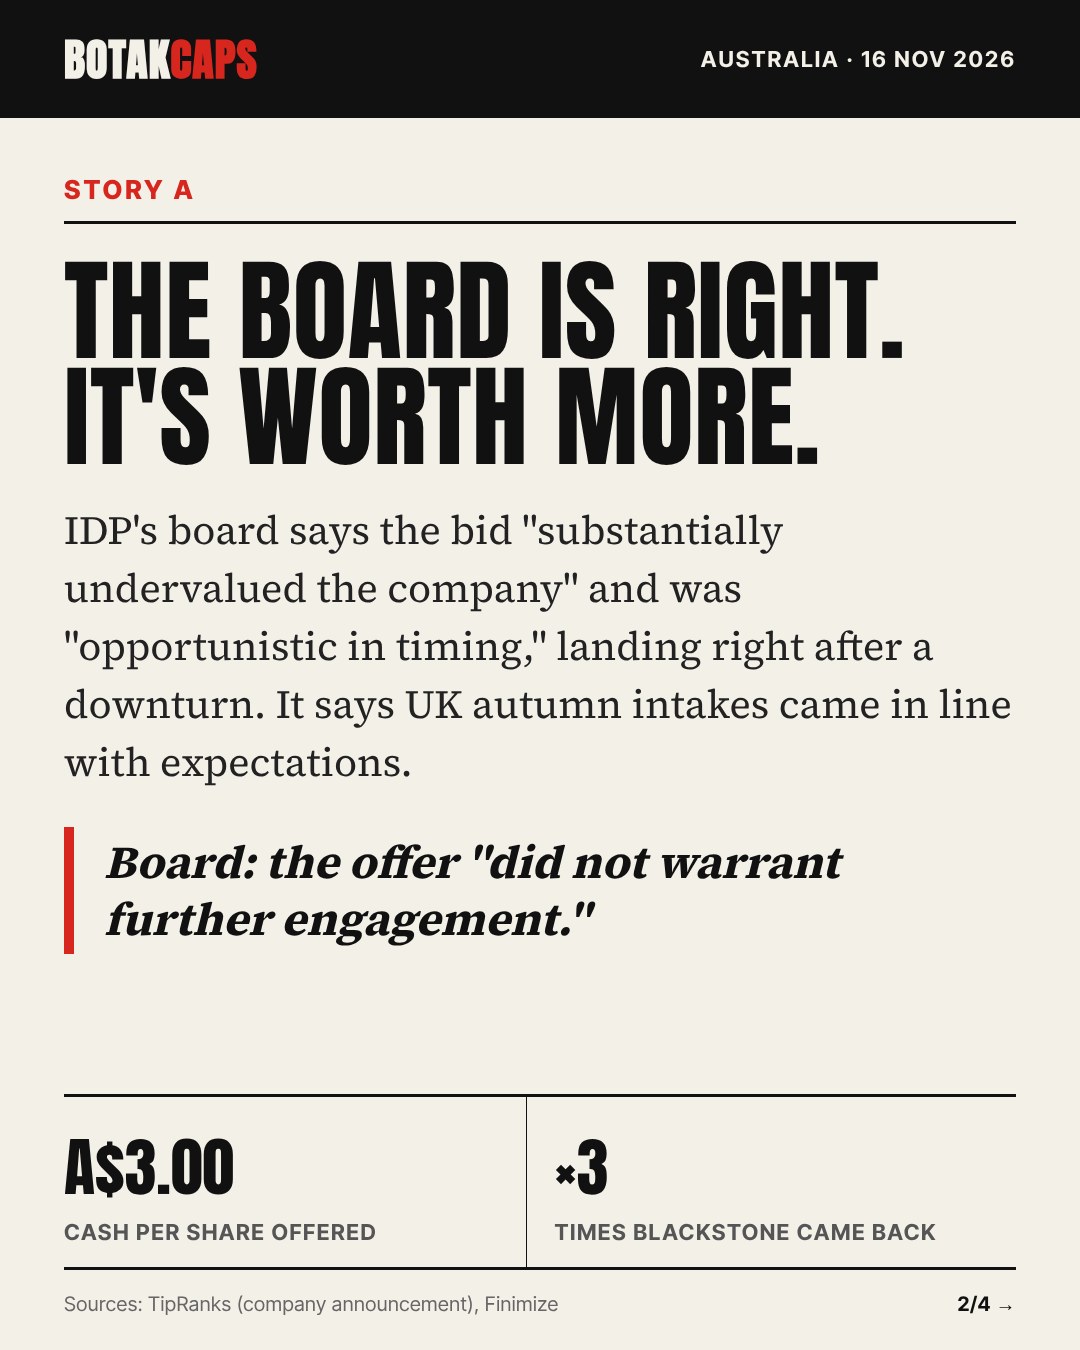 BOTAKCAPS
AUSTRALIA · 16 NOV 2026
STORY A
THE BOARD IS RIGHT.
IT'S WORTH MORE.
IDP's board says the bid "substantially
undervalued the company" and was
"opportunistic in timing," landing right after a
downturn. It says UK autumn intakes came in line
with expectations.
Board: the offer "did not warrant
further engagement."
A$3.00
CASH PER SHARE OFFERED
×3
TIMES BLACKSTONE CAME BACK
Sources: TipRanks (company announcement), Finimize
2/4 →